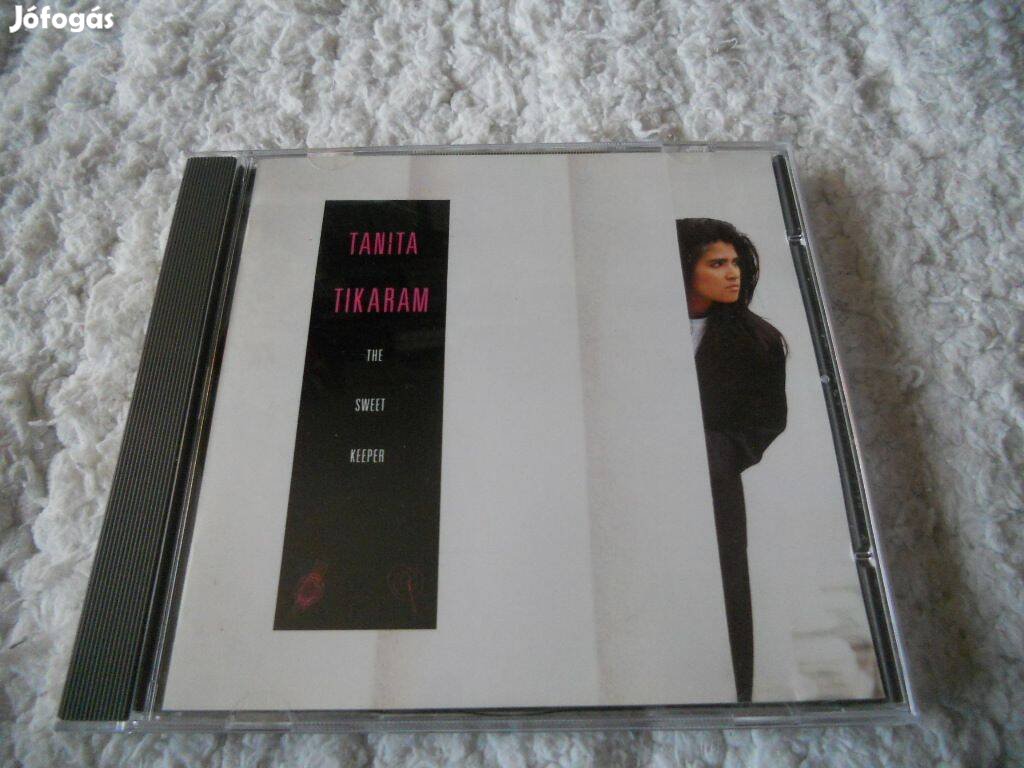 Jófogás
TANITA
TIKARAM
THE
SWEET
KEEPER